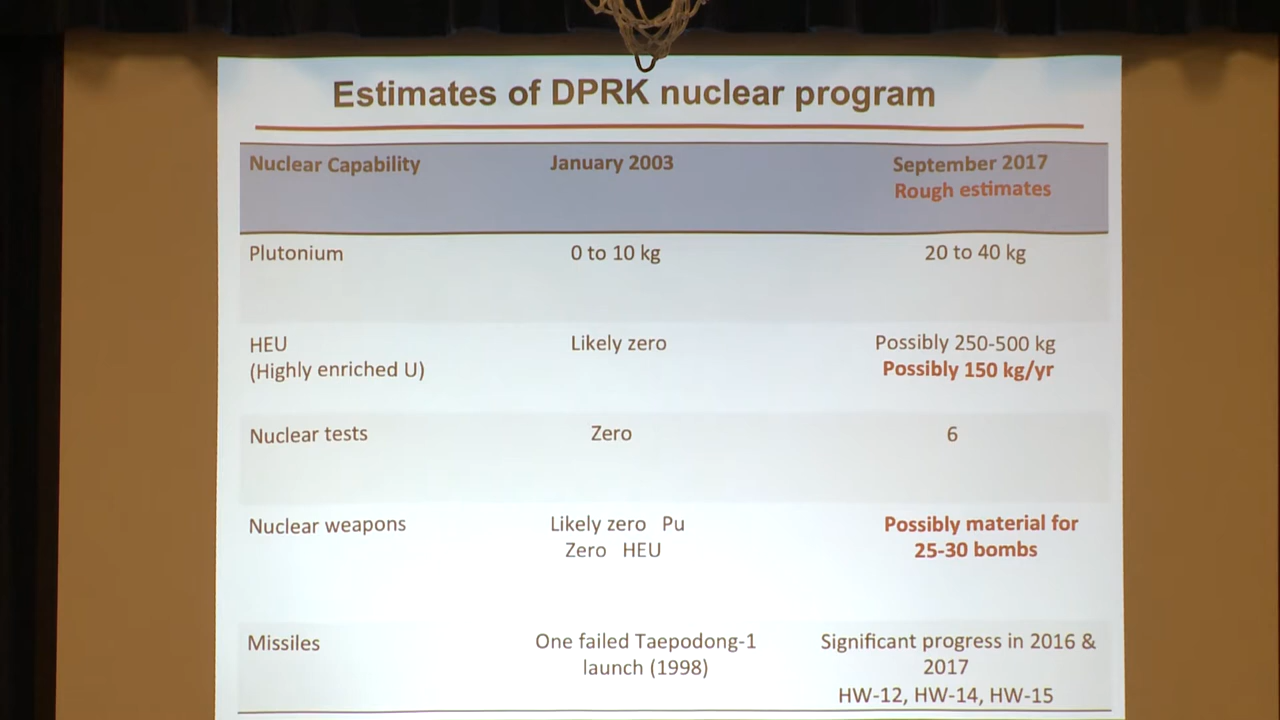 Estimates of DPRK nuclear program
Nuclear Capability January 2003 September 2017
Rough estimates
Plutonium 0 to 10 kg 20 to 40 kg
HEU Likely zero Possibly 250-500 kg
(Highly enriched U) Possibly 150 kg/yr
Nuclear tests Zero 6
Nuclear weapons Likely zero Pu Possibly material for
Zero HEU 25-30 bombs
Missiles One failed Taepodong-1 Significant progress in 2016 &
launch (1998) 2017
HW-12, HW-14, HW-15